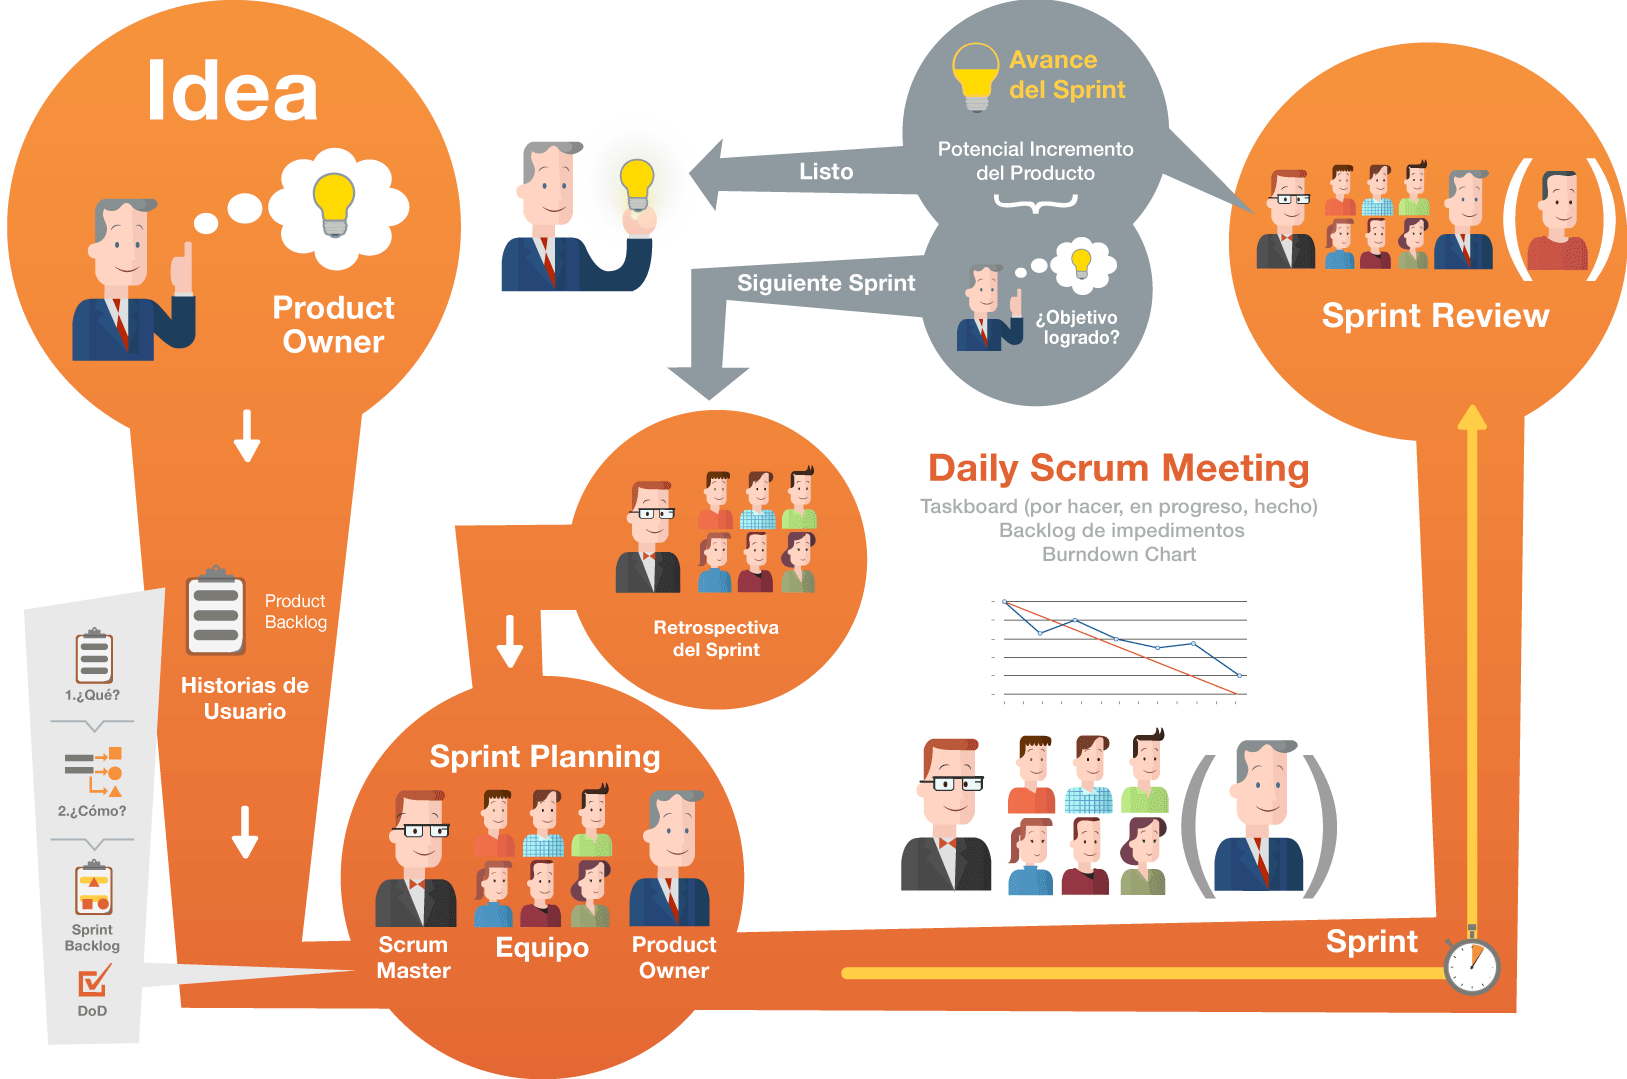 Idea
Product
Owner
Product
Backlog
Historias de
Usuario
1.¿Qué?
2.¿Cómo?
Sprint
Backlog
DoD
Sprint Planning
Scrum
Master
Equipo
Product
Owner
Sprint
Daily Scrum Meeting
Taskboard (por hacer, en progreso, hecho)
Backlog de impedimentos
Burndown Chart
Sprint Review
Avance
del Sprint
Potencial Incremento
del Producto
¿Objetivo
logrado?
Listo
Siguiente Sprint
Retrospectiva
del Sprint